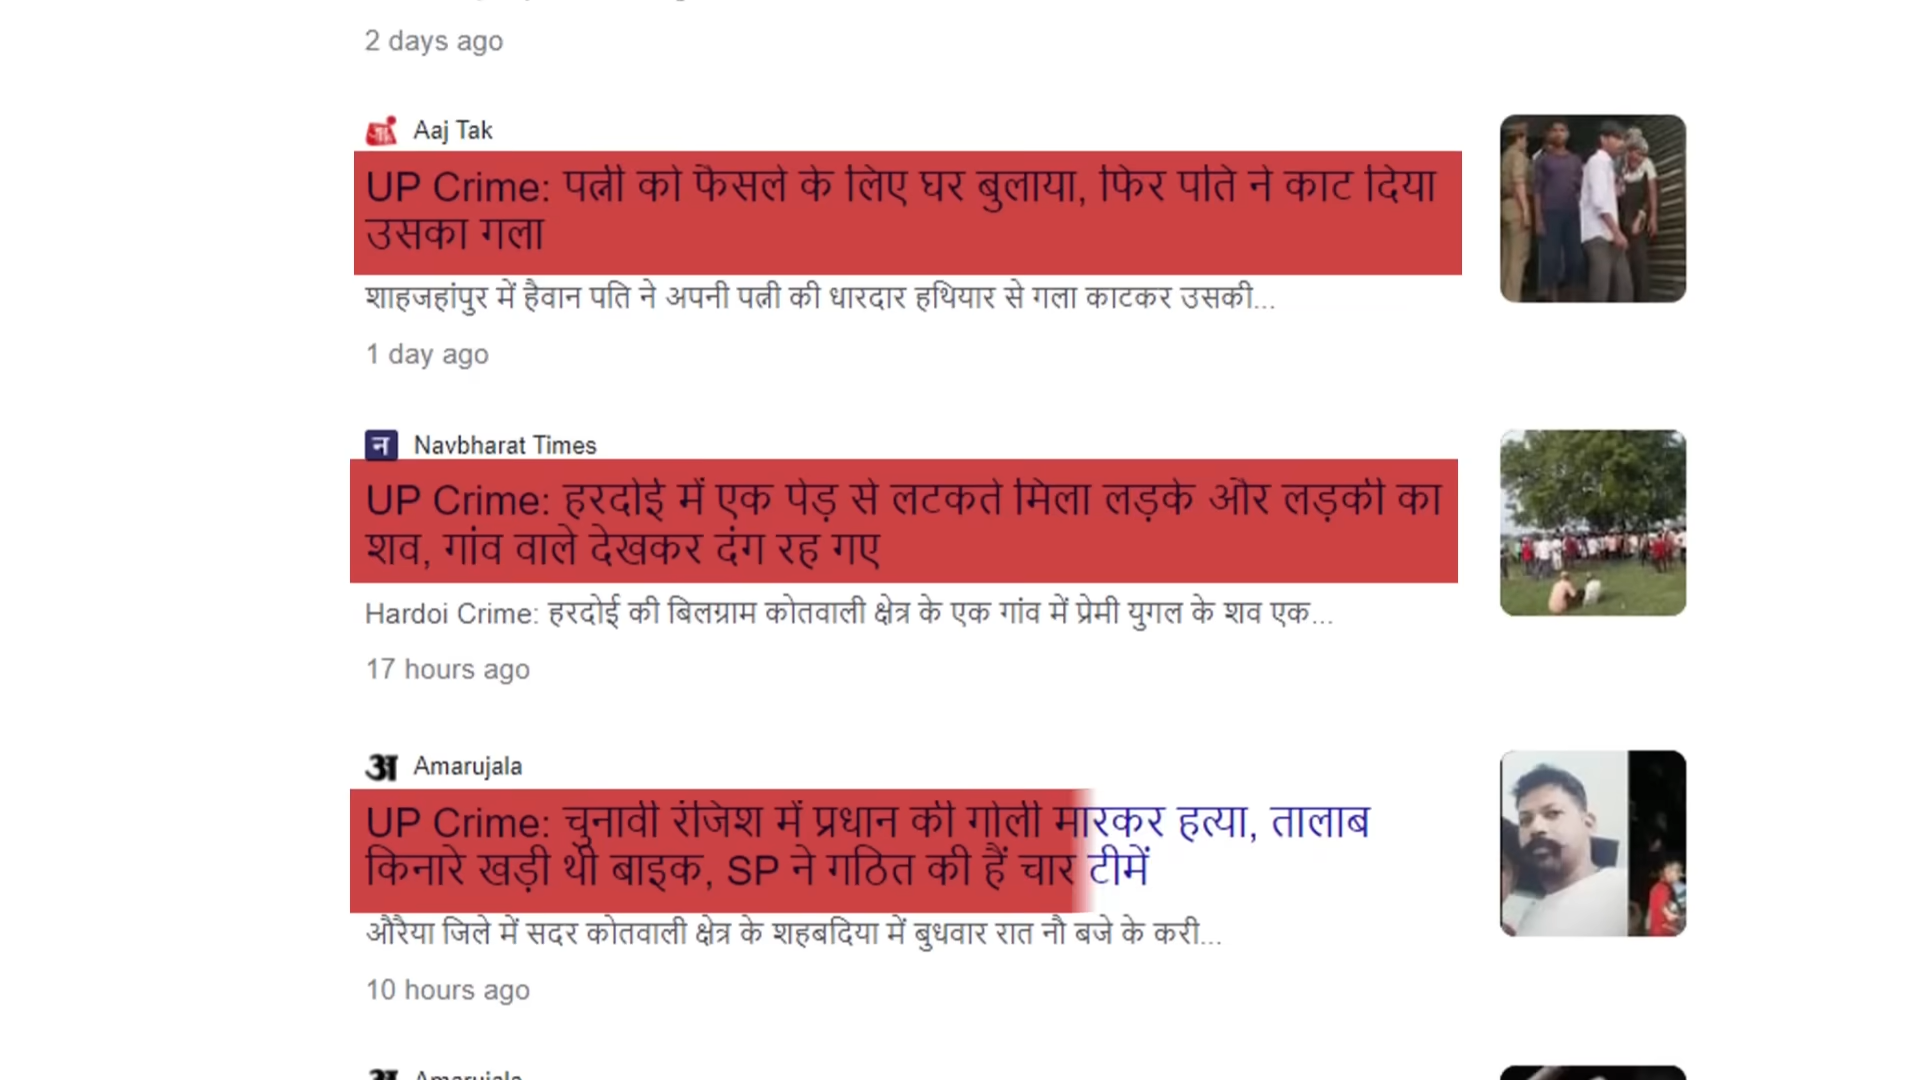 2 days ago
Aaj Tak
UP Crime: पत्नी को फैसले के लिए घर बुलाया, फिर पति ने काट दिया
उसका गला
शाहजहांपुर में हैवान पति ने अपनी पत्नी की धारदार हथियार से गला काटकर उसकी...
1 day ago
न Navbharat Times
UP Crime: हरदोई में एक पेड़ से लटकते मिला लड़के और लड़की का
शव, गांव वाले देखकर दंग रह गए
Hardoi Crime: हरदोई की बिलग्राम कोतवाली क्षेत्र के एक गांव में प्रेमी युगल के शव एक...
17 hours ago
अ Amarujala
UP Crime: चुनावी रंजिश में प्रधान की गोली मारकर हत्या, तालाब
किनारे खड़ी थी बाइक, SP ने गठित की हैं चार टीमें
औरैया जिले में सदर कोतवाली क्षेत्र के शहबदिया में बुधवार रात नौ बजे के करी...
10 hours ago
Amarujala